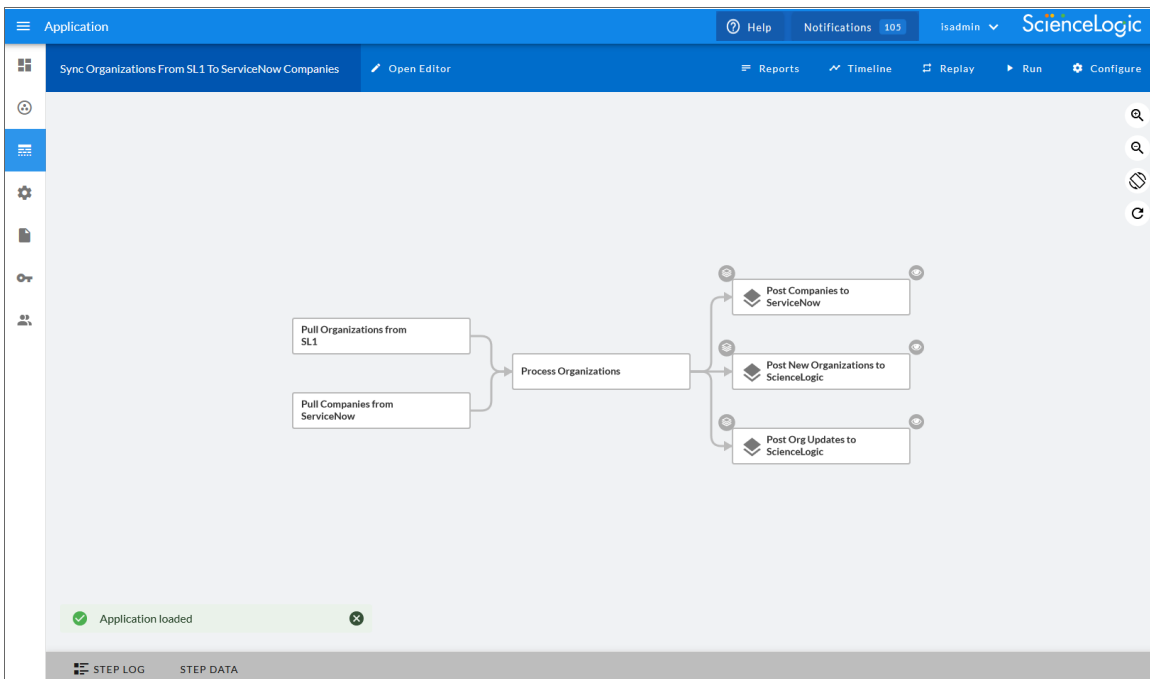 Application
Help
Notifications 105
isadmin
ScienceLogic
Sync Organizations From SL1 To ServiceNow Companies
Open Editor
Reports
Timeline
Replay
Run
Configure
Pull Organizations from
SL1
Pull Companies from
ServiceNow
Process Organizations
Post Companies to
ServiceNow
Post New Organizations to
ScienceLogic
Post Org Updates to
ScienceLogic
Application loaded
STEP LOG
STEP DATA